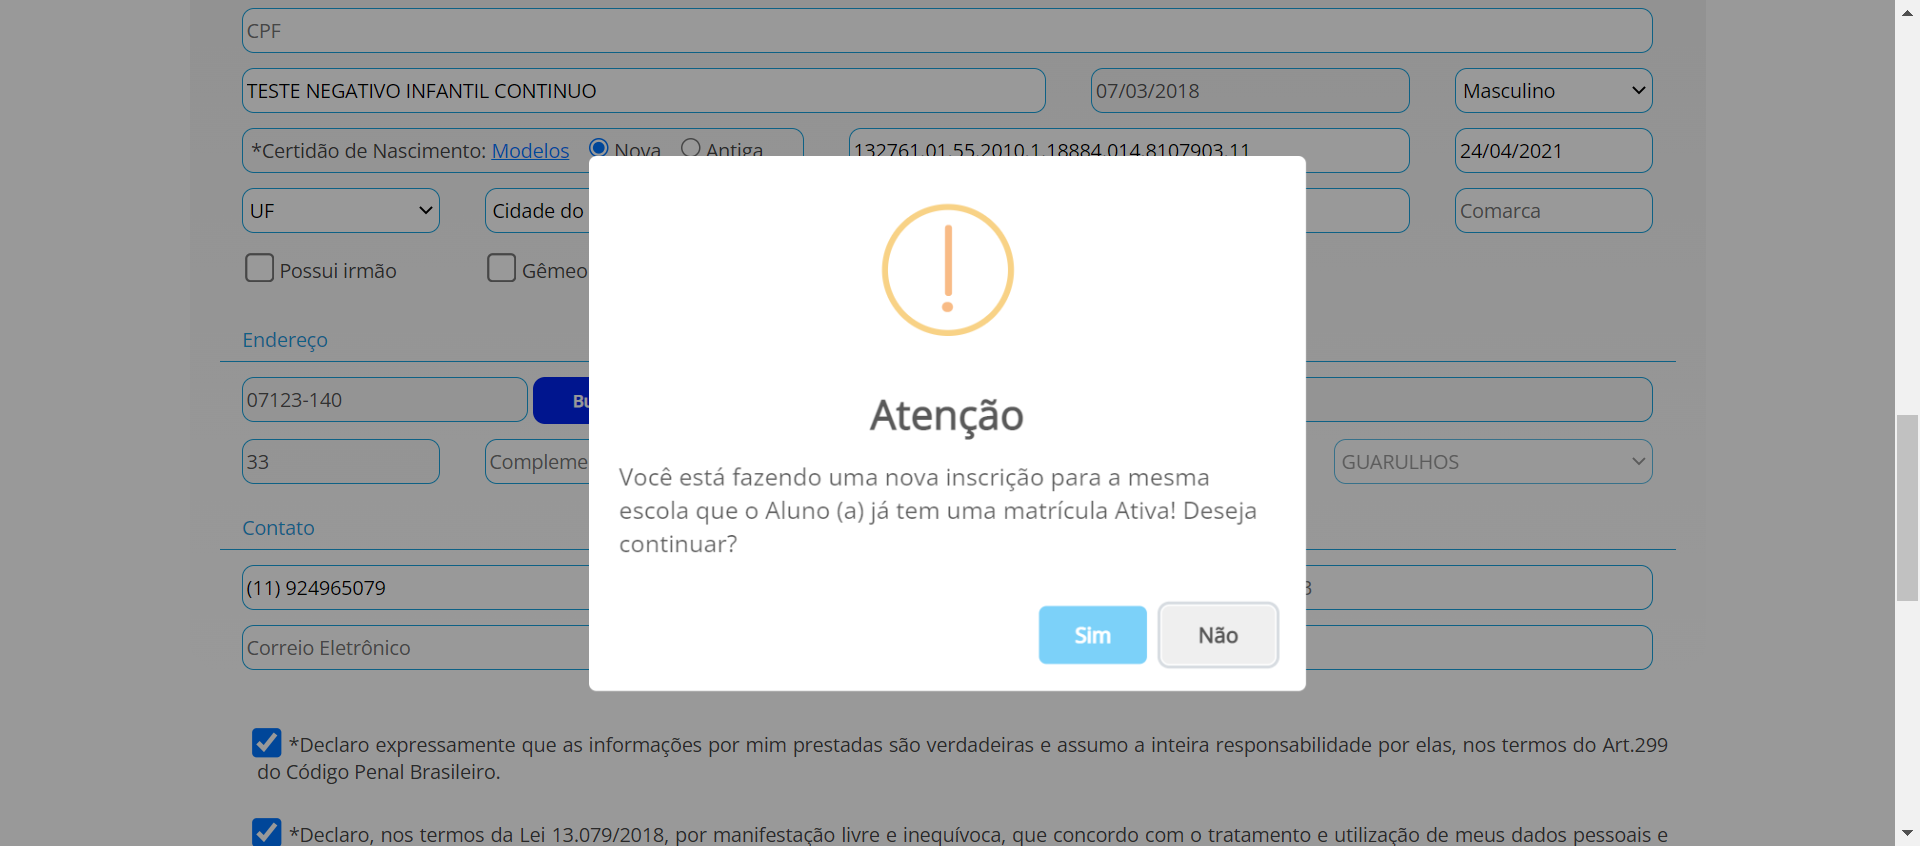 CPF
TESTE NEGATIVO INFANTIL CONTINUO
07/03/2018
Masculino
*Certidão de Nascimento: Modelos
Nova
Antiga
132761.01.55.2010.1.18884.014.8107903.11
24/04/2021
UF
Cidade do
Comarca
Possui irmão
Gêmeo
Endereço
07123-140
Bu
33
Compleme
GUARULHOS
Contato
(11) 924965079
Correio Eletrônico
Atenção
Você está fazendo uma nova inscrição para a mesma
escola que o Aluno (a) já tem uma matrícula Ativa! Deseja
continuar?
Sim
Não
*Declaro expressamente que as informações por mim prestadas são verdadeiras e assumo a inteira responsabilidade por elas, nos termos do Art.299
do Código Penal Brasileiro.
*Declaro, nos termos da Lei 13.079/2018, por manifestação livre e inequívoca, que concordo com o tratamento e utilização de meus dados pessoais e